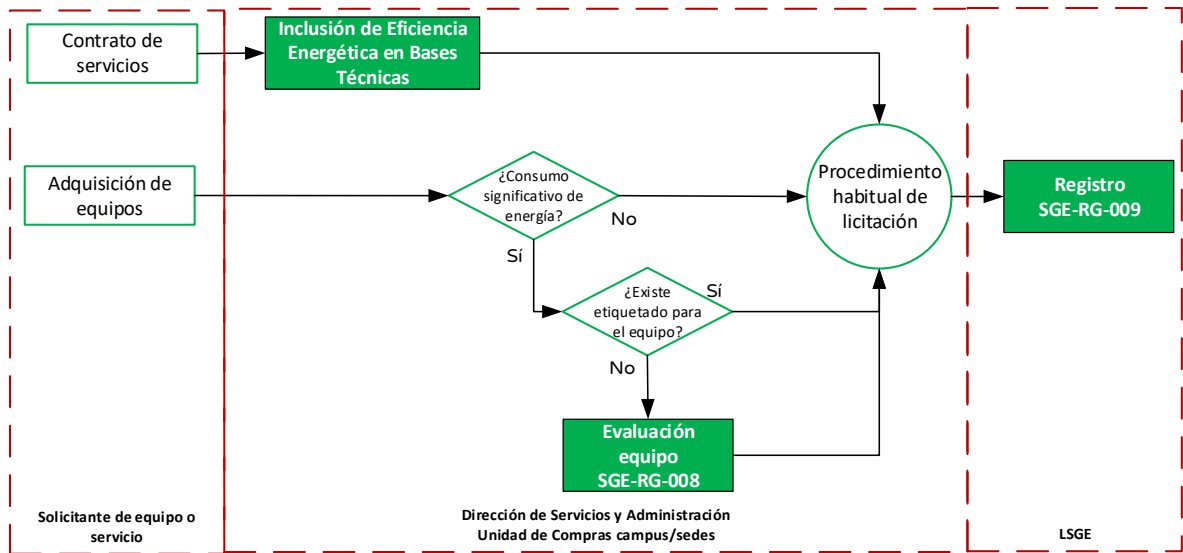 Contrato de
servicios
Inclusión de Eficiencia
Energética en Bases
Técnicas
Adquisición de
equipos
¿Consumo
significativo de
energía?
No
Sí
Procedimiento
habitual de
licitación
Registro
SGE-RG-009
¿Existe
etiquetado para
el equipo?
Sí
No
Evaluación
equipo
SGE-RG-008
Solicitante de equipo o
servicio
Dirección de Servicios y Administración
Unidad de Compras campus/sedes
LSGE